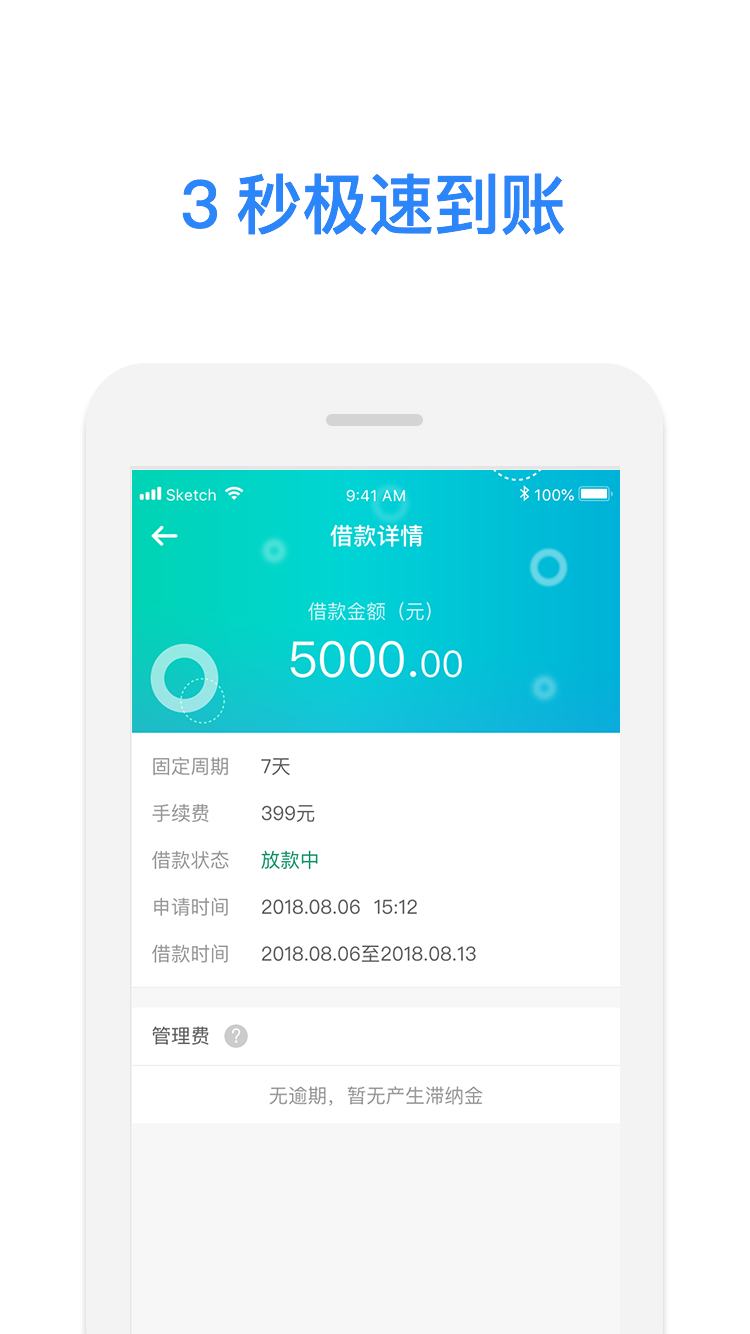 3 秒极速到账
Sketch 9:41 AM 100%
借款详情
借款金额（元）
5000.00
固定周期 7天
手续费 399元
借款状态 放款中
申请时间 2018.08.06 15:12
借款时间 2018.08.06至2018.08.13
管理费 ?
无逾期，暂无产生滞纳金